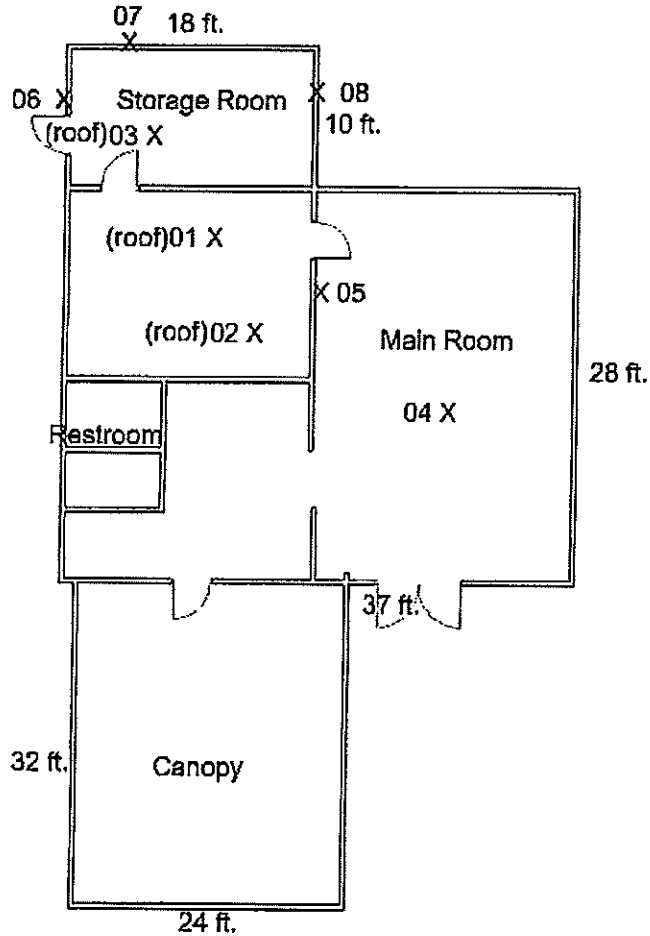 07
18 ft.
06 X
X
Storage Room
X 08
(roof)03 X
10 ft.
(roof)01 X
X 05
(roof)02 X
Main Room
28 ft.
04 X
Restroom
37 ft.
32 ft.
Canopy
24 ft.